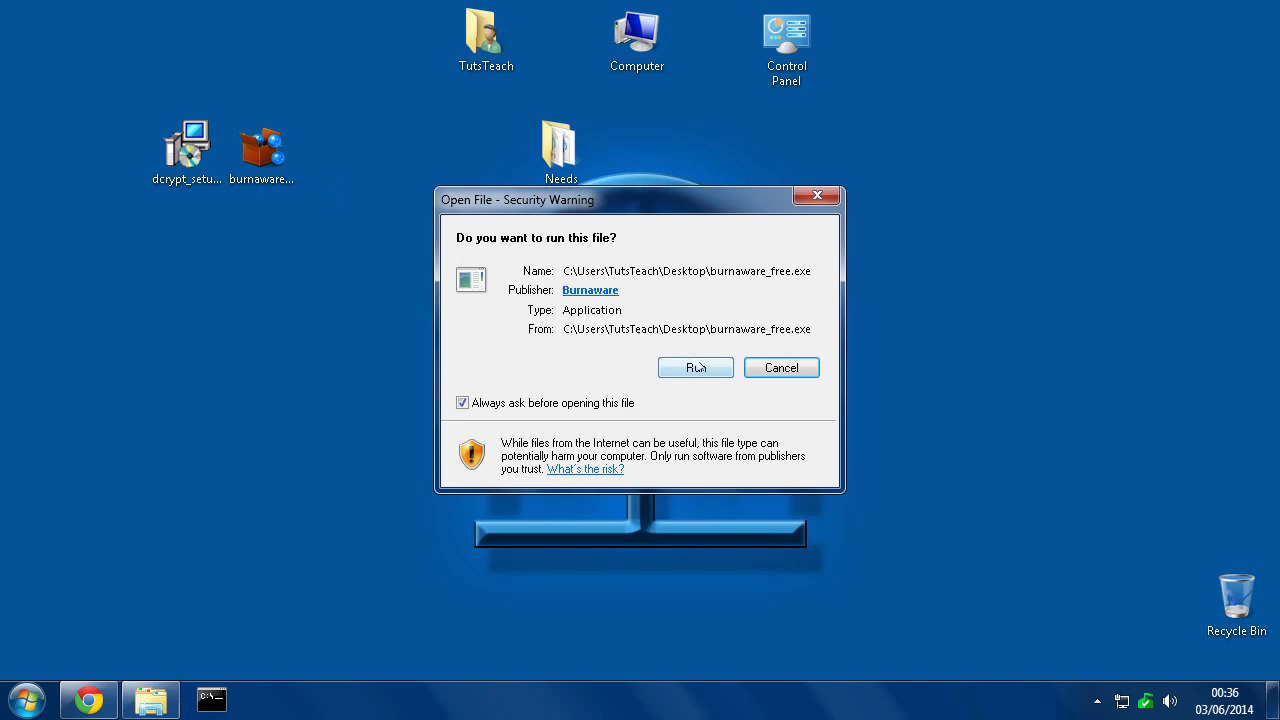 TutsTeach
Computer
Control
Panel
dcrypt_setu...
burnaware...
Needs
Open File - Security Warning
Do you want to run this file?
Name: C:\Users\TutsTeach\Desktop\burnaware_free.exe
Publisher: Burnaware
Type: Application
From: C:\Users\TutsTeach\Desktop\burnaware_free.exe
Run Cancel
Always ask before opening this file
While files from the Internet can be useful, this file type can
potentially harm your computer. Only run software from publishers
you trust. What's the risk?
Recycle Bin
C:\_
00:36
03/06/2014